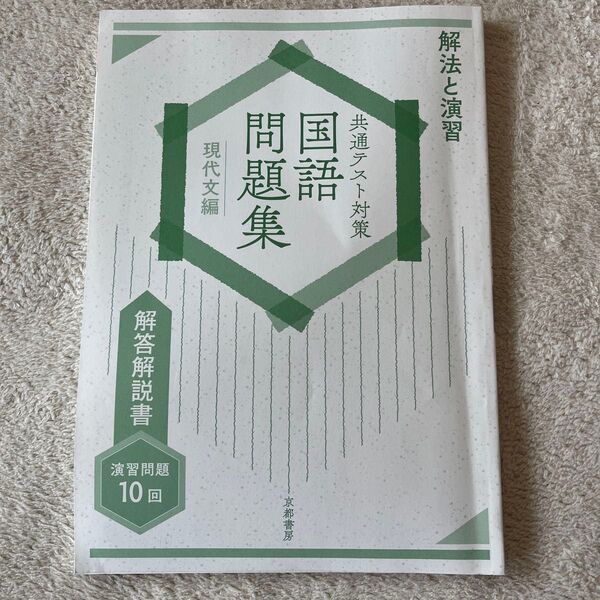 解法と演習
共通テスト対策
国語
問題集
現代文編
解答解説書
演習問題
10回
京都書房